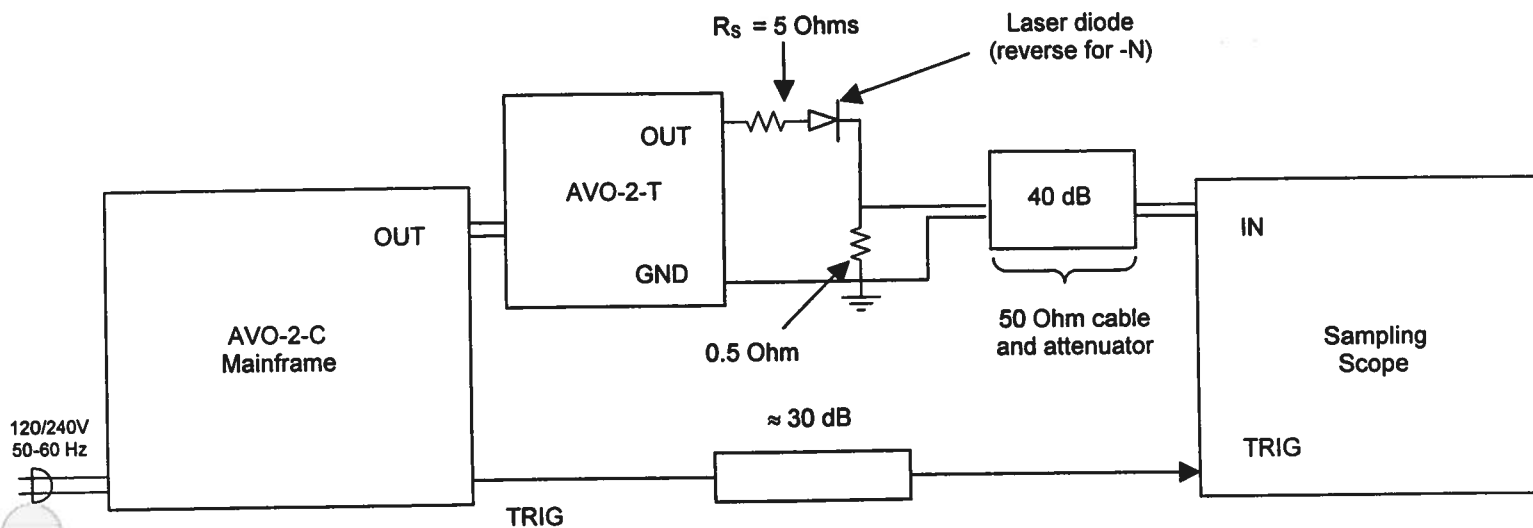 R_S = 5 Ohms
Laser diode
(reverse for -N)
OUT
AVO-2-T
GND
OUT
AVO-2-C
Mainframe
40 dB
IN
50 Ohm cable
and attenuator
0.5 Ohm
Sampling
Scope
≈ 30 dB
120/240V
50-60 Hz
TRIG
TRIG